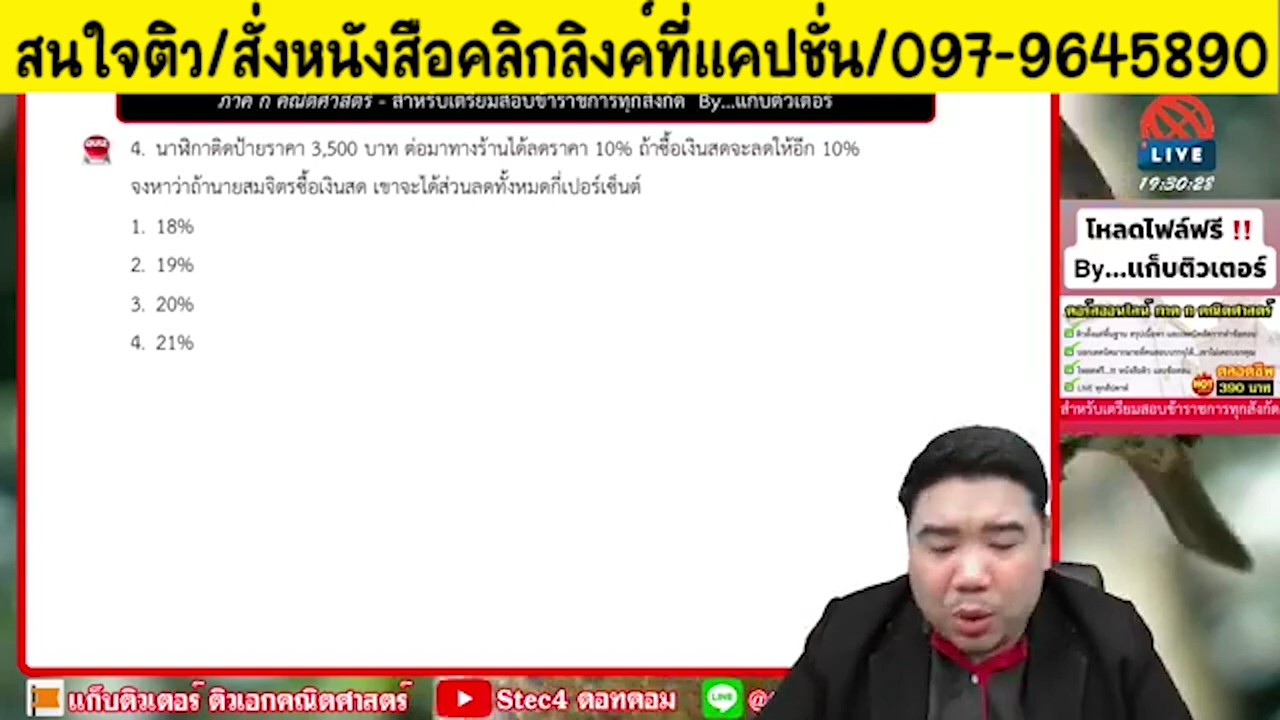 สนใจติว/สั่งหนังสือคลิกลิงค์ที่แคปชั่น/097-9645890
ภาค ก คณิตศาสตร์ - สำหรับเตรียมสอบข้าราชการทุกสังกัด By...แก็บติวเตอร์
4. นาฬิกาติดป้ายราคา 3,500 บาท ต่อมาทางร้านได้ลดราคา 10% ถ้าซื้อเงินสดจะลดให้อีก 10%
จงหาว่าถ้านายสมจิตรซื้อเงินสด เขาจะได้ส่วนลดทั้งหมดกี่เปอร์เซ็นต์
1. 18%
2. 19%
3. 20%
4. 21%
LIVE
19:30:28
โหลดไฟล์ฟรี !!
By...แก็บติวเตอร์
คอร์สออนไลน์ ภาค ก คณิตศาสตร์
LIVE ทุกสัปดาห์
HOT
ตลอดชีพ
390 บาท
สำหรับเตรียมสอบข้าราชการทุกสังกัด
แก็บติวเตอร์ ติวเอกคณิตศาสตร์
Stec4 ดอทคอม
LINE
@